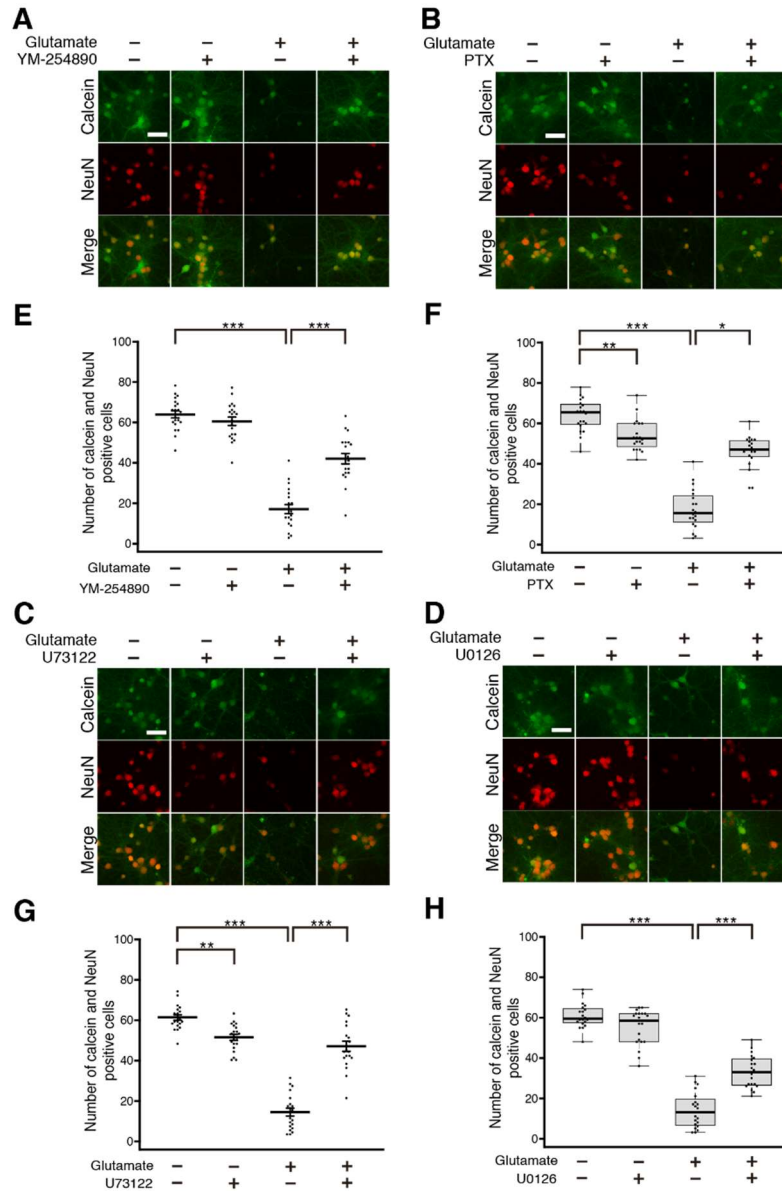 A
Glutamate − − + +
YM-254890 − + − +
Calcein
NeuN
Merge
B
Glutamate − − + +
PTX − + − +
Calcein
NeuN
Merge
E
*** ***
Number of calcein and NeuN
positive cells
100
80
60
40
20
0
Glutamate − − + +
YM-254890 − + − +
F
*** *
**
Number of calcein and NeuN
positive cells
100
80
60
40
20
0
Glutamate − − + +
PTX − + − +
C
Glutamate − − + +
U73122 − + − +
Calcein
NeuN
Merge
D
Glutamate − − + +
U0126 − + − +
Calcein
NeuN
Merge
G
*** ***
**
Number of calcein and NeuN
positive cells
100
80
60
40
20
0
Glutamate − − + +
U73122 − + − +
H
*** ***
Number of calcein and NeuN
positive cells
100
80
60
40
20
0
Glutamate − − + +
U0126 − + − +